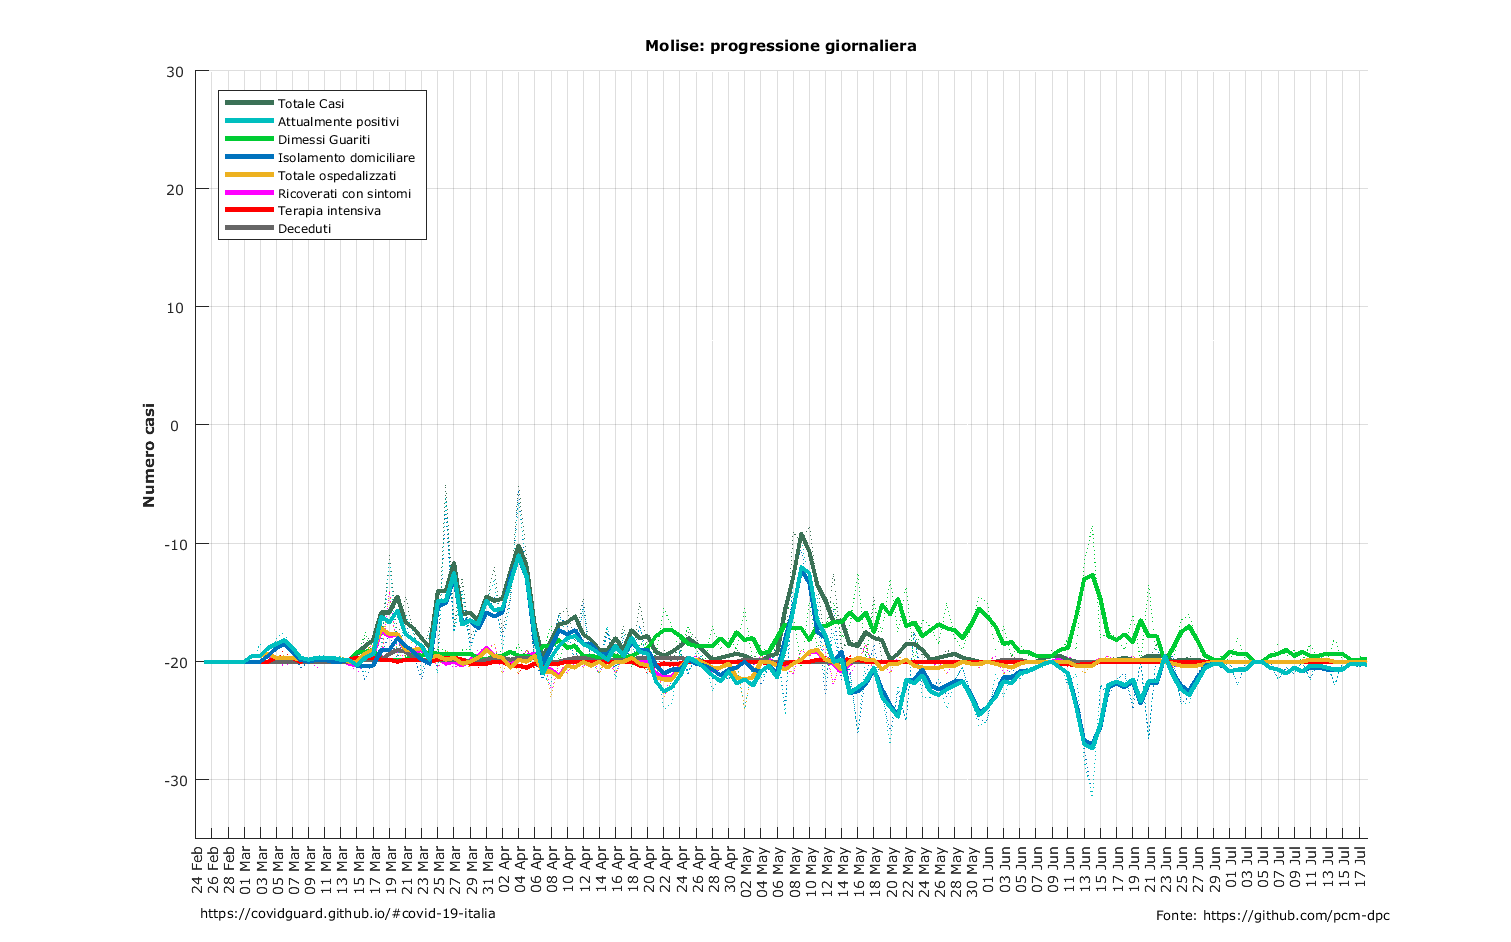 Molise: progressione giornaliera
30
20
10
0
-10
-20
-30
Numero casi
Totale Casi
Attualmente positivi
Dimessi Guariti
Isolamento domiciliare
Totale ospedalizzati
Ricoverati con sintomi
Terapia intensiva
Deceduti
24 Feb
26 Feb
28 Feb
01 Mar
03 Mar
05 Mar
07 Mar
09 Mar
11 Mar
13 Mar
15 Mar
17 Mar
19 Mar
21 Mar
23 Mar
25 Mar
27 Mar
29 Mar
31 Mar
02 Apr
04 Apr
06 Apr
08 Apr
10 Apr
12 Apr
14 Apr
16 Apr
18 Apr
20 Apr
22 Apr
24 Apr
26 Apr
28 Apr
30 Apr
02 May
04 May
06 May
08 May
10 May
12 May
14 May
16 May
18 May
20 May
22 May
24 May
26 May
28 May
30 May
01 Jun
03 Jun
05 Jun
07 Jun
09 Jun
11 Jun
13 Jun
15 Jun
17 Jun
19 Jun
21 Jun
23 Jun
25 Jun
27 Jun
29 Jun
01 Jul
03 Jul
05 Jul
07 Jul
09 Jul
11 Jul
13 Jul
15 Jul
17 Jul
https://covidguard.github.io/#covid-19-italia
Fonte: https://github.com/pcm-dpc